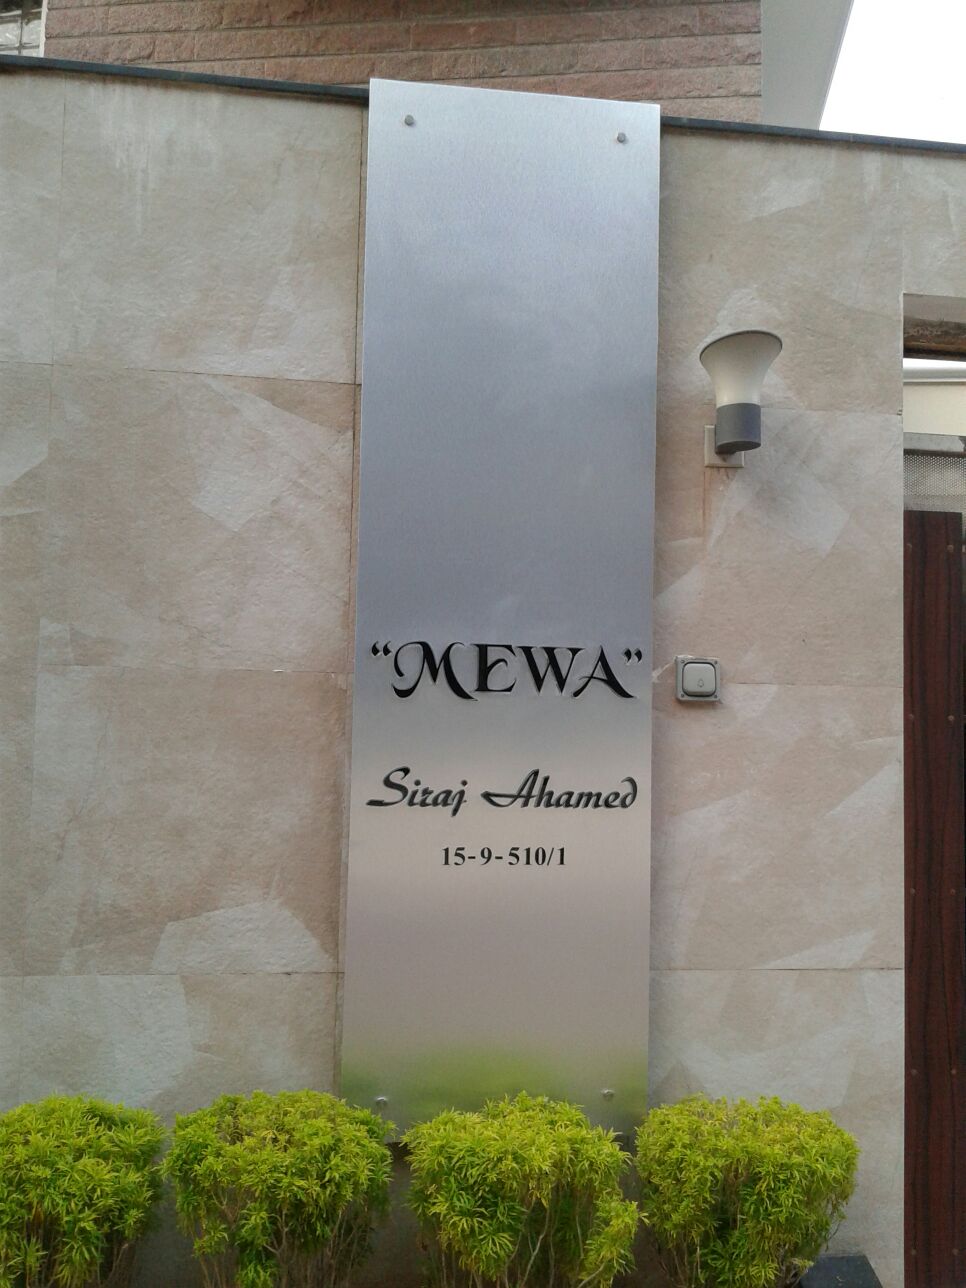 “MEWA”
Siraj Ahamed
15-9-510/1